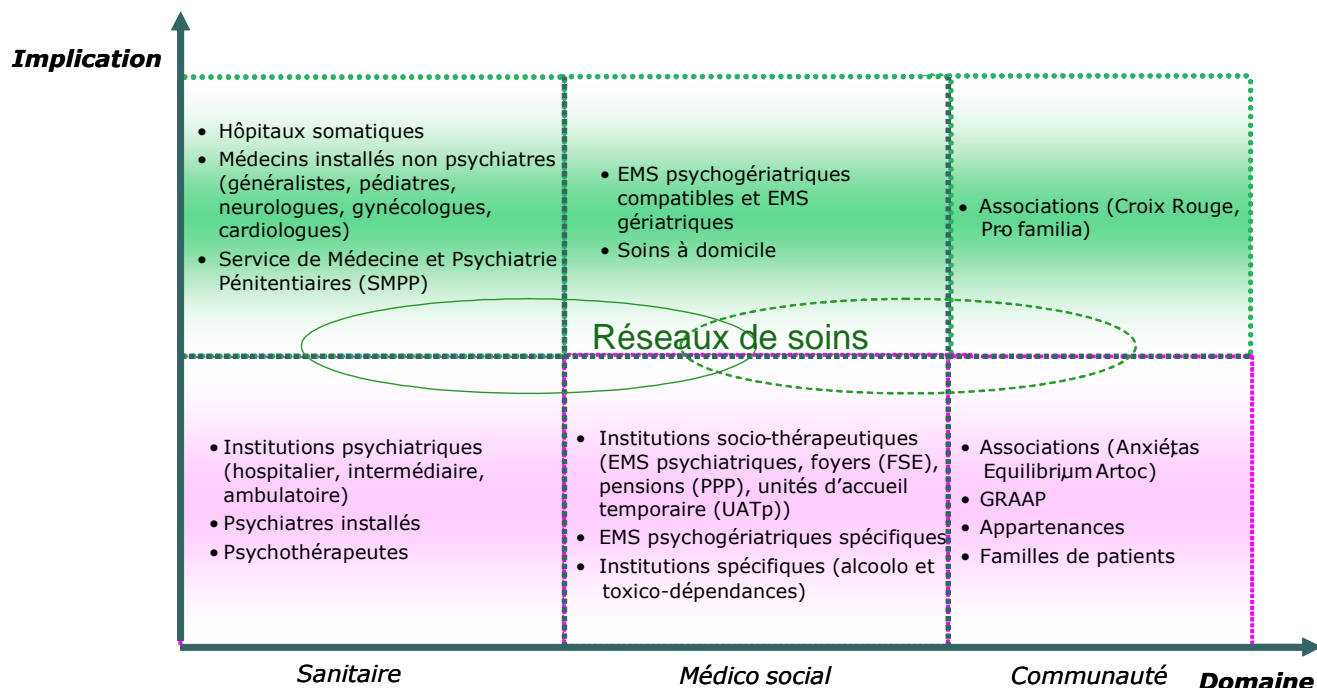 Implication
• Hôpitaux somatiques
• Médecins installés non psychiatres
(généralistes, pédiatres,
neurologues, gynécologues,
cardiologues)
• Service de Médecine et Psychiatrie
Pénitentiaires (SMPP)
• EMS psychogériatriques
compatibles et EMS
gériatriques
• Soins à domicile
• Associations (Croix Rouge,
Pro familia)
Réseaux de soins
• Institutions psychiatriques
(hospitalier, intermédiaire,
ambulatoire)
• Psychiatres installés
• Psychothérapeutes
• Institutions socio-thérapeutiques
(EMS psychiatriques, foyers (FSE),
pensions (PPP), unités d’accueil
temporaire (UATp))
• EMS psychogériatriques spécifiques
• Institutions spécifiques (alcoolo et
toxico-dépendances)
• Associations (Anxiétas,
Equilibrium, Artoc)
• GRAAP
• Appartenances
• Familles de patients
Sanitaire
Médico social
Communauté
Domaine